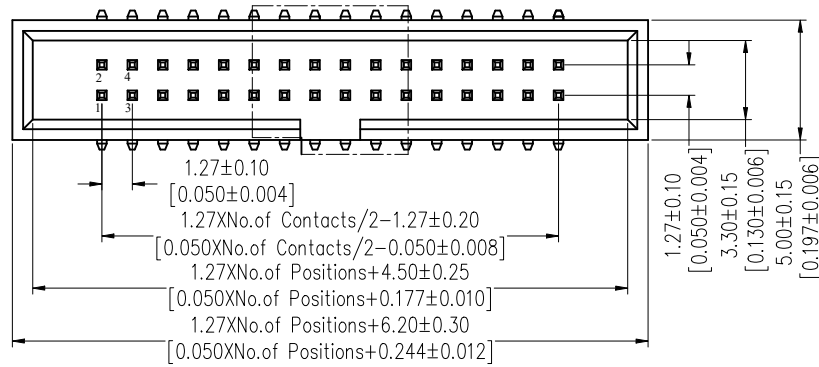 2 4
1 3
1.27±0.10
[0.050±0.004]
1.27XNo.of Contacts/2-1.27±0.20
[0.050XNo.of Contacts/2-0.050±0.008]
1.27XNo.of Positions+4.50±0.25
[0.050XNo.of Positions+0.177±0.010]
1.27XNo.of Positions+6.20±0.30
[0.050XNo.of Positions+0.244±0.012]
1.27±0.10
[0.050±0.004]
3.30±0.15
[0.130±0.006]
5.00±0.15
[0.197±0.006]